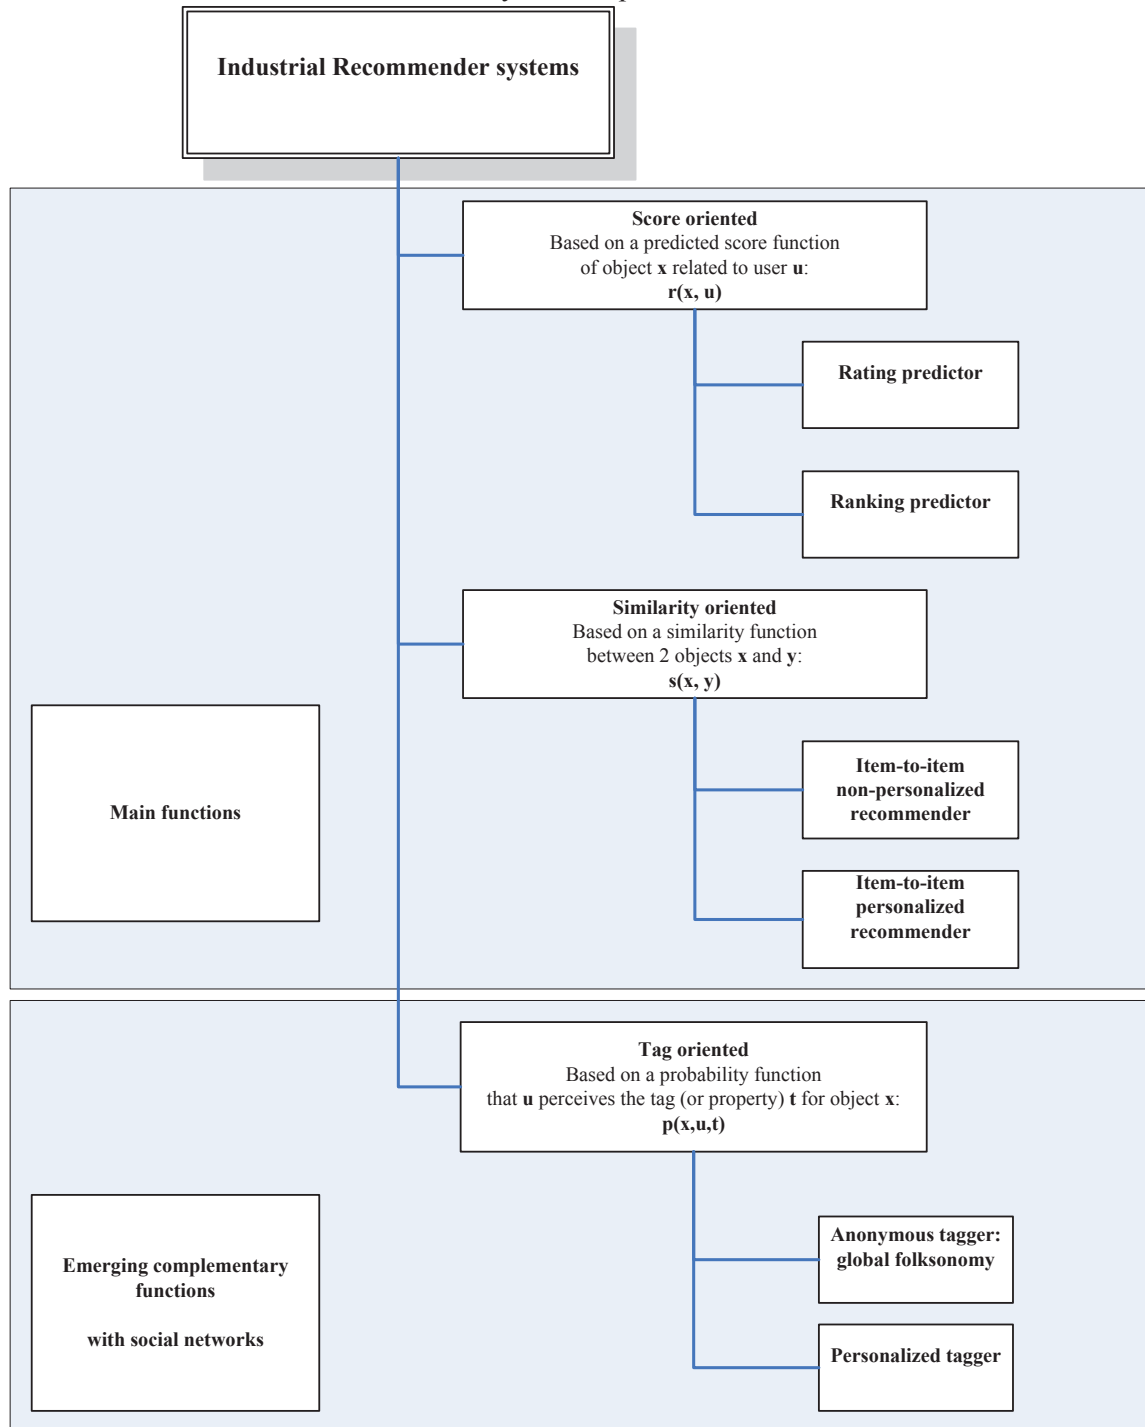 Industrial Recommender systems
Score oriented
Based on a predicted score function
of object x related to user u:
r(x, u)
Rating predictor
Ranking predictor
Similarity oriented
Based on a similarity function
between 2 objects x and y:
s(x, y)
Main functions
Item-to-item
non-personalized
recommender
Item-to-item
personalized
recommender
Tag oriented
Based on a probability function
that u perceives the tag (or property) t for object x:
p(x,u,t)
Emerging complementary
functions
with social networks
Anonymous tagger:
global folksonomy
Personalized tagger